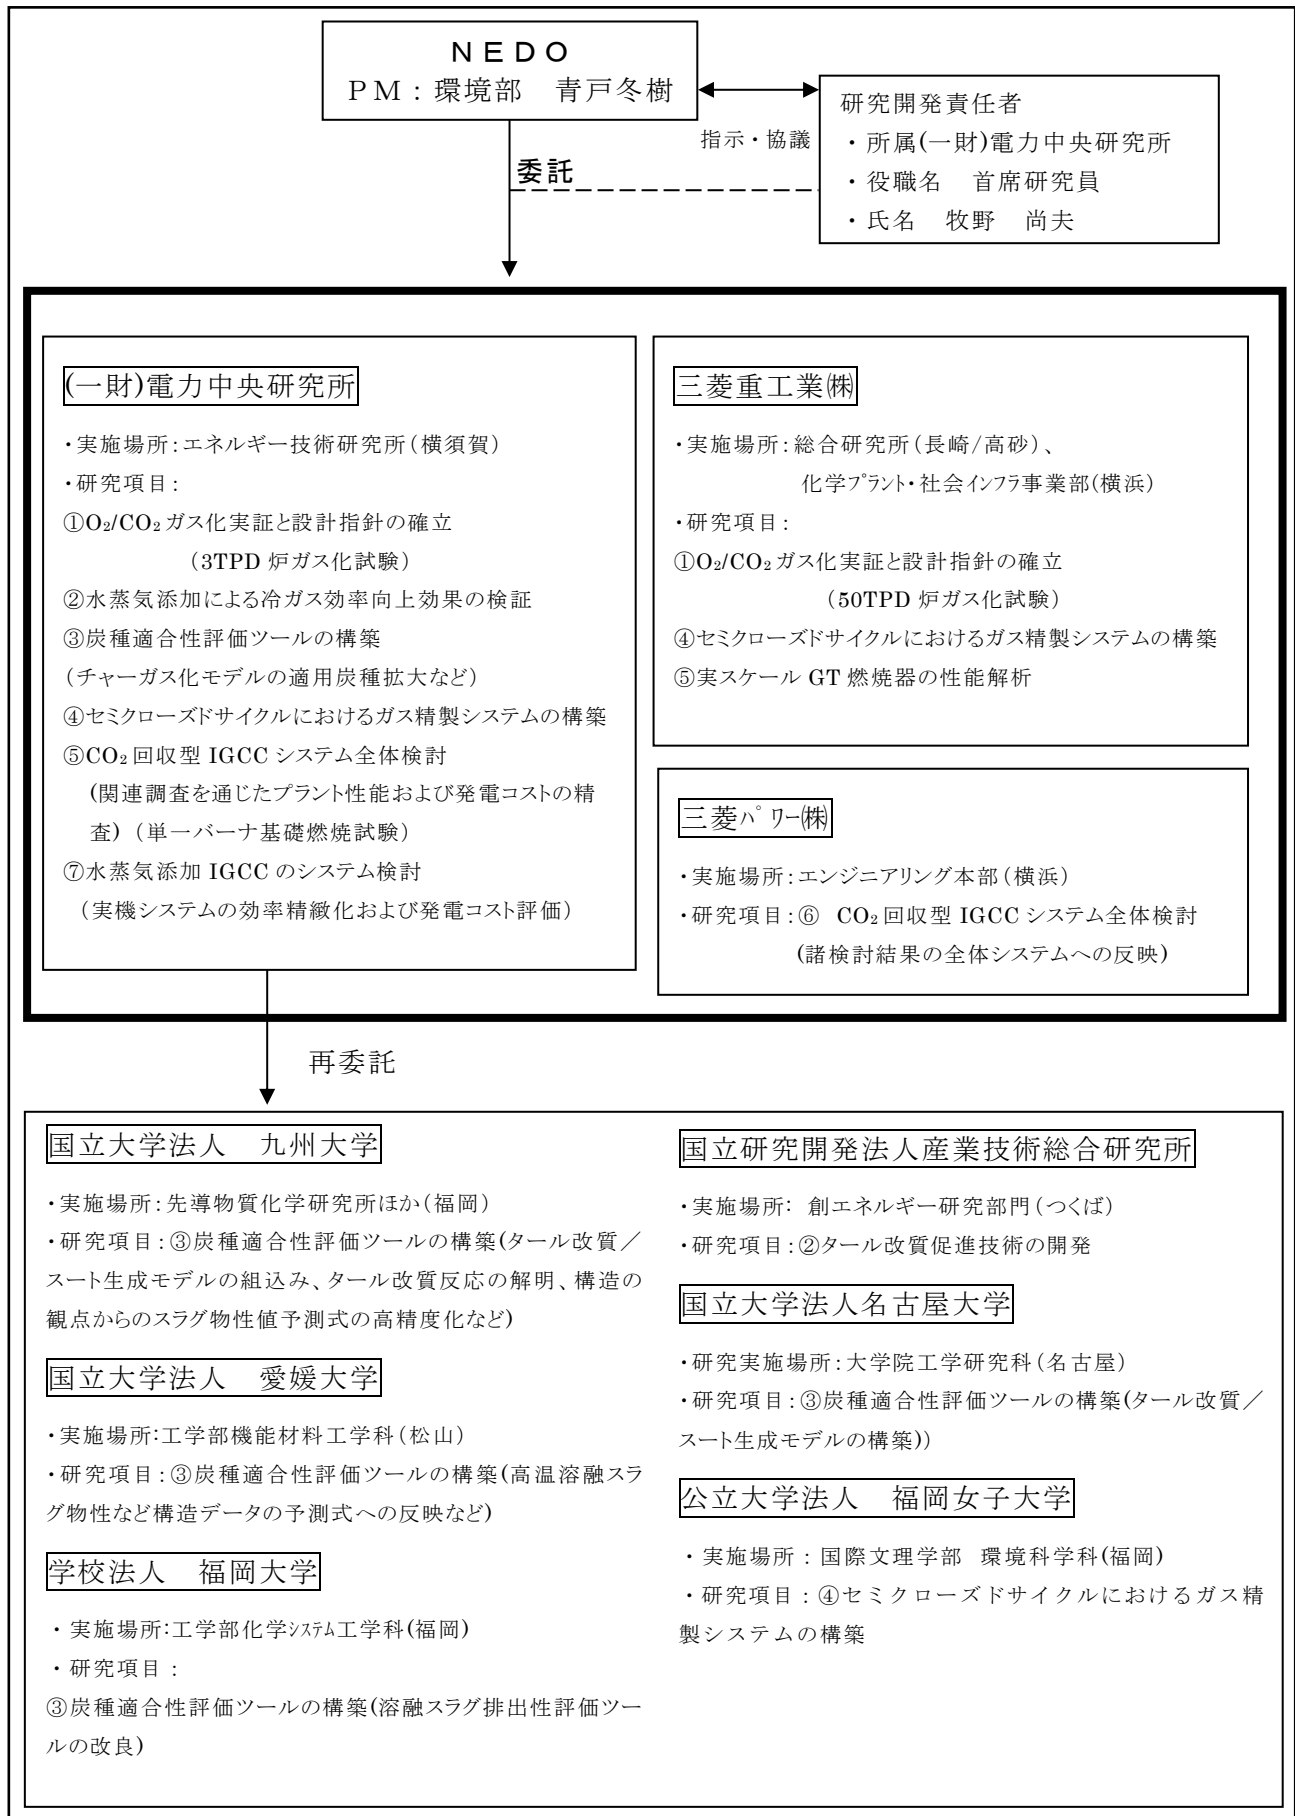 ＮＥＤＯ
ＰＭ：環境部　青戸冬樹
研究開発責任者
・所属(一財)電力中央研究所
・役職名　首席研究員
・氏名　牧野　尚夫
指示・協議
委託
(一財)電力中央研究所
・実施場所：エネルギー技術研究所（横須賀）
・研究項目：
①O₂/CO₂ガス化実証と設計指針の確立
（3TPD 炉ガス化試験）
②水蒸気添加による冷ガス効率向上効果の検証
③炭種適合性評価ツールの構築
（チャーガス化モデルの適用炭種拡大など）
④セミクローズドサイクルにおけるガス精製システムの構築
⑤CO₂回収型 IGCC システム全体検討
(関連調査を通じたプラント性能および発電コストの精
査)（単一バーナ基礎燃焼試験）
⑦水蒸気添加 IGCC のシステム検討
（実機システムの効率精緻化および発電コスト評価）
三菱重工業㈱
・実施場所：総合研究所（長崎/高砂）、
化学ﾌﾟﾗﾝﾄ・社会ｲﾝﾌﾗ事業部(横浜）
・研究項目：
①O₂/CO₂ガス化実証と設計指針の確立
（50TPD 炉ガス化試験）
④セミクローズドサイクルにおけるガス精製システムの構築
⑤実スケール GT 燃焼器の性能解析
三菱ﾊﾟﾜｰ㈱
・実施場所：エンジニアリング本部（横浜）
・研究項目：⑥　CO₂回収型 IGCC システム全体検討
(諸検討結果の全体システムへの反映)
再委託
国立大学法人　九州大学
・実施場所：先導物質化学研究所ほか（福岡）
・研究項目：③炭種適合性評価ツールの構築(タール改質／
スート生成モデルの組込み、タール改質反応の解明、構造の
観点からのスラグ物性値予測式の高精度化など)
国立大学法人　愛媛大学
・実施場所：工学部機能材料工学科（松山）
・研究項目：③炭種適合性評価ツールの構築(高温溶融スラ
グ物性など構造データの予測式への反映など)
学校法人　福岡大学
・実施場所：工学部化学ｼｽﾃﾑ工学科(福岡)
・研究項目：
③炭種適合性評価ツールの構築(溶融スラグ排出性評価ツー
ルの改良)
国立研究開発法人産業技術総合研究所
・実施場所：　創エネルギー研究部門（つくば）
・研究項目：②タール改質促進技術の開発
国立大学法人名古屋大学
・研究実施場所：大学院工学研究科（名古屋）
・研究項目：③炭種適合性評価ツールの構築(タール改質／
スート生成モデルの構築)）
公立大学法人　福岡女子大学
・実施場所：国際文理学部　環境科学科(福岡)
・研究項目：④セミクローズドサイクルにおけるガス精
製システムの構築